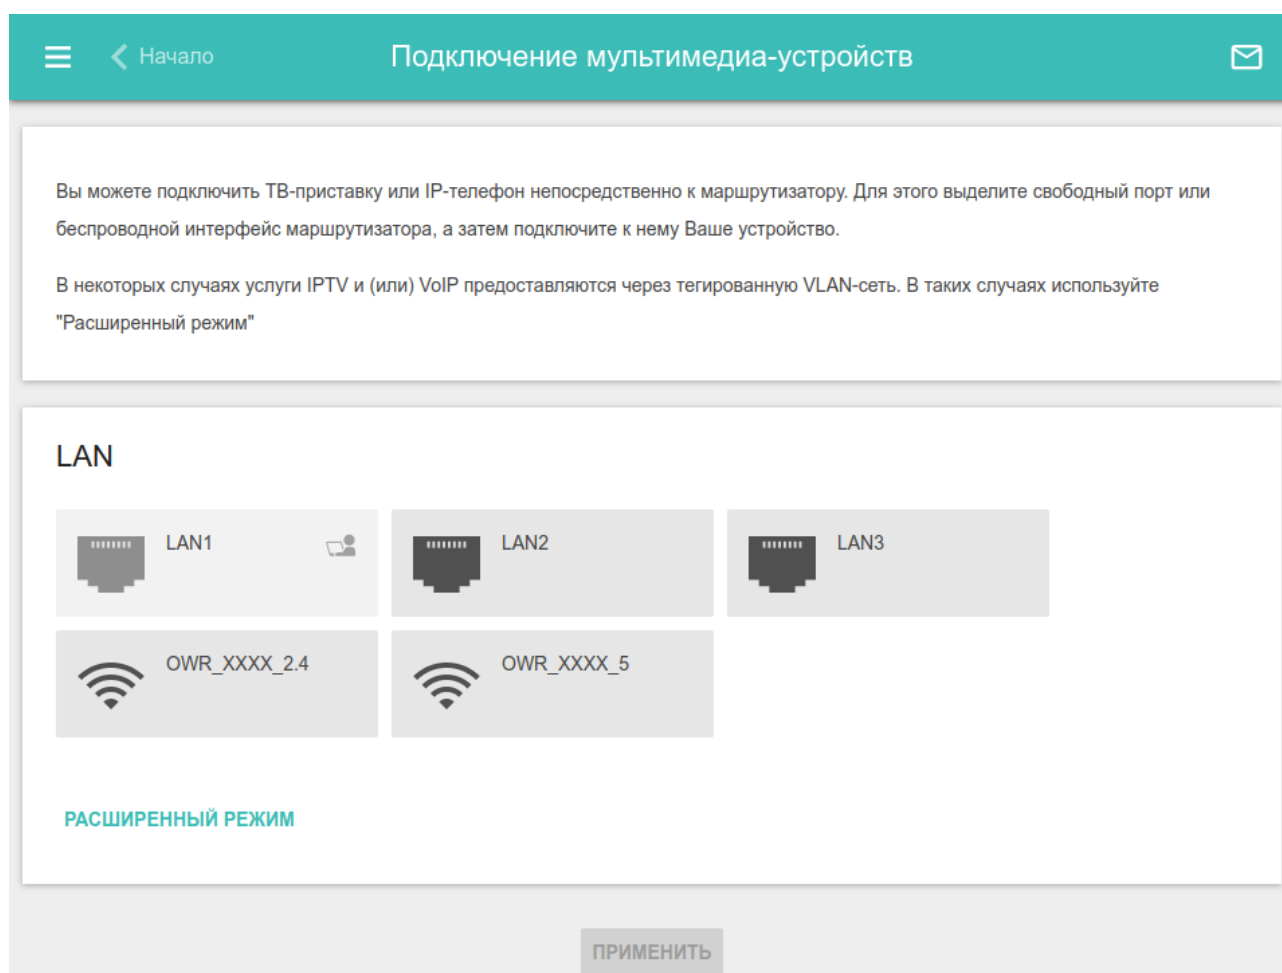 Начало
Подключение мультимедиа-устройств
Вы можете подключить ТВ-приставку или IP-телефон непосредственно к маршрутизатору. Для этого выделите свободный порт или
беспроводной интерфейс маршрутизатора, а затем подключите к нему Ваше устройство.
В некоторых случаях услуги IPTV и (или) VoIP предоставляются через тегированную VLAN-сеть. В таких случаях используйте
"Расширенный режим"
LAN
LAN1
LAN2
LAN3
OWR_XXXX_2.4
OWR_XXXX_5
РАСШИРЕННЫЙ РЕЖИМ
ПРИМЕНИТЬ